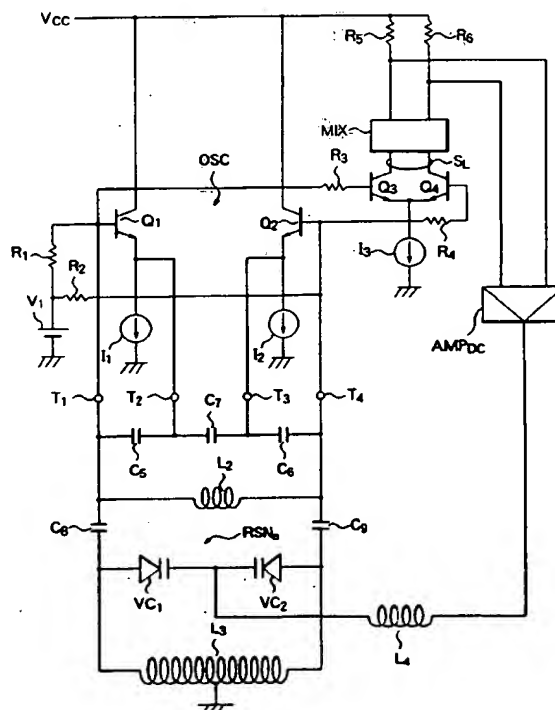 VCC
R5
R6
MIX
SL
OSC
R3
Q3
Q4
Q1
Q2
R1
R4
I3
R2
V1
I1
I2
AMPDC
T1
T2
T3
T4
C7
C5
C6
L2
C8
C9
RSNa
VC1
VC2
L3
L4